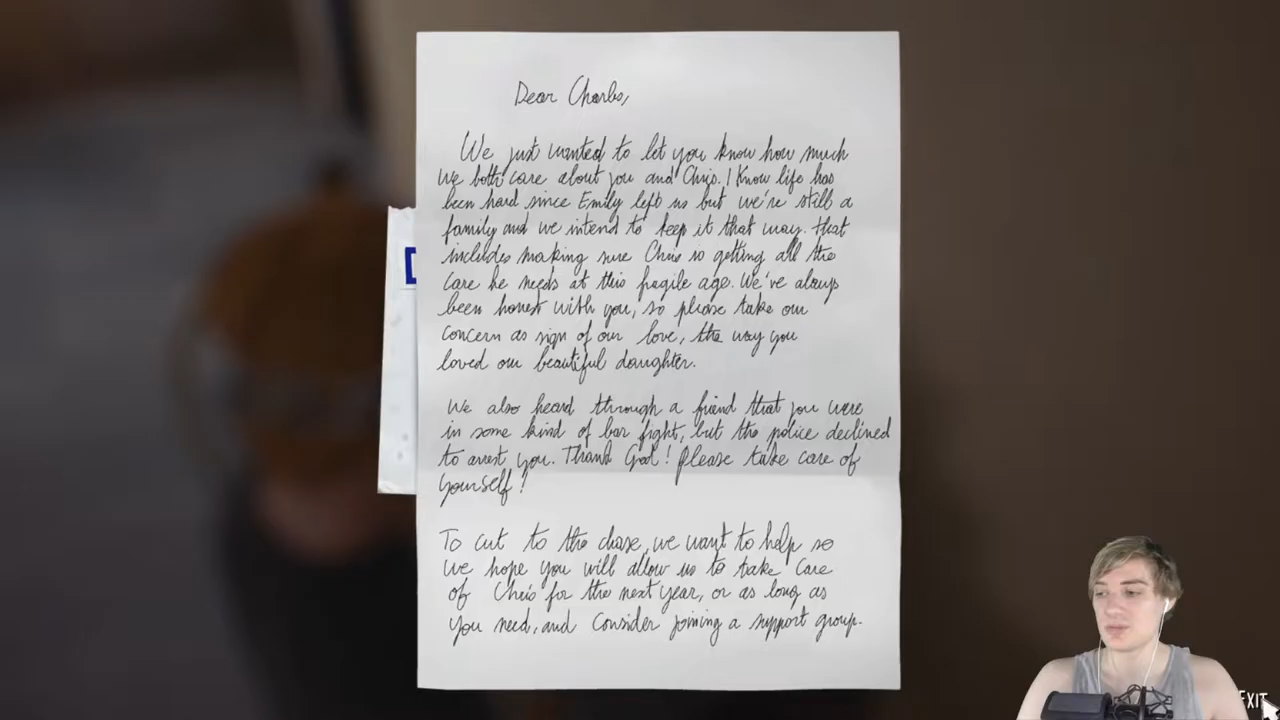 Dear Charles,
We just wanted to let you know how much
we both care about you and Chris. I Know life has
been hard since Emily left us but we're still a
family and we intend to keep it that way. That
includes making sure Chris is getting all the
care he needs at this fragile age. We've always
been honest with you, so please take our
concern as sign of our love, the way you
loved our beautiful daughter.
We also heard through a friend that you were
in some kind of bar fight, but the police declined
to arrest you. Thank God! please take care of
yourself!
To cut to the chase, we want to help so
we hope you will allow us to take care
of Chris for the next year, or as long as
you need, and consider joining a support group.
EXIT